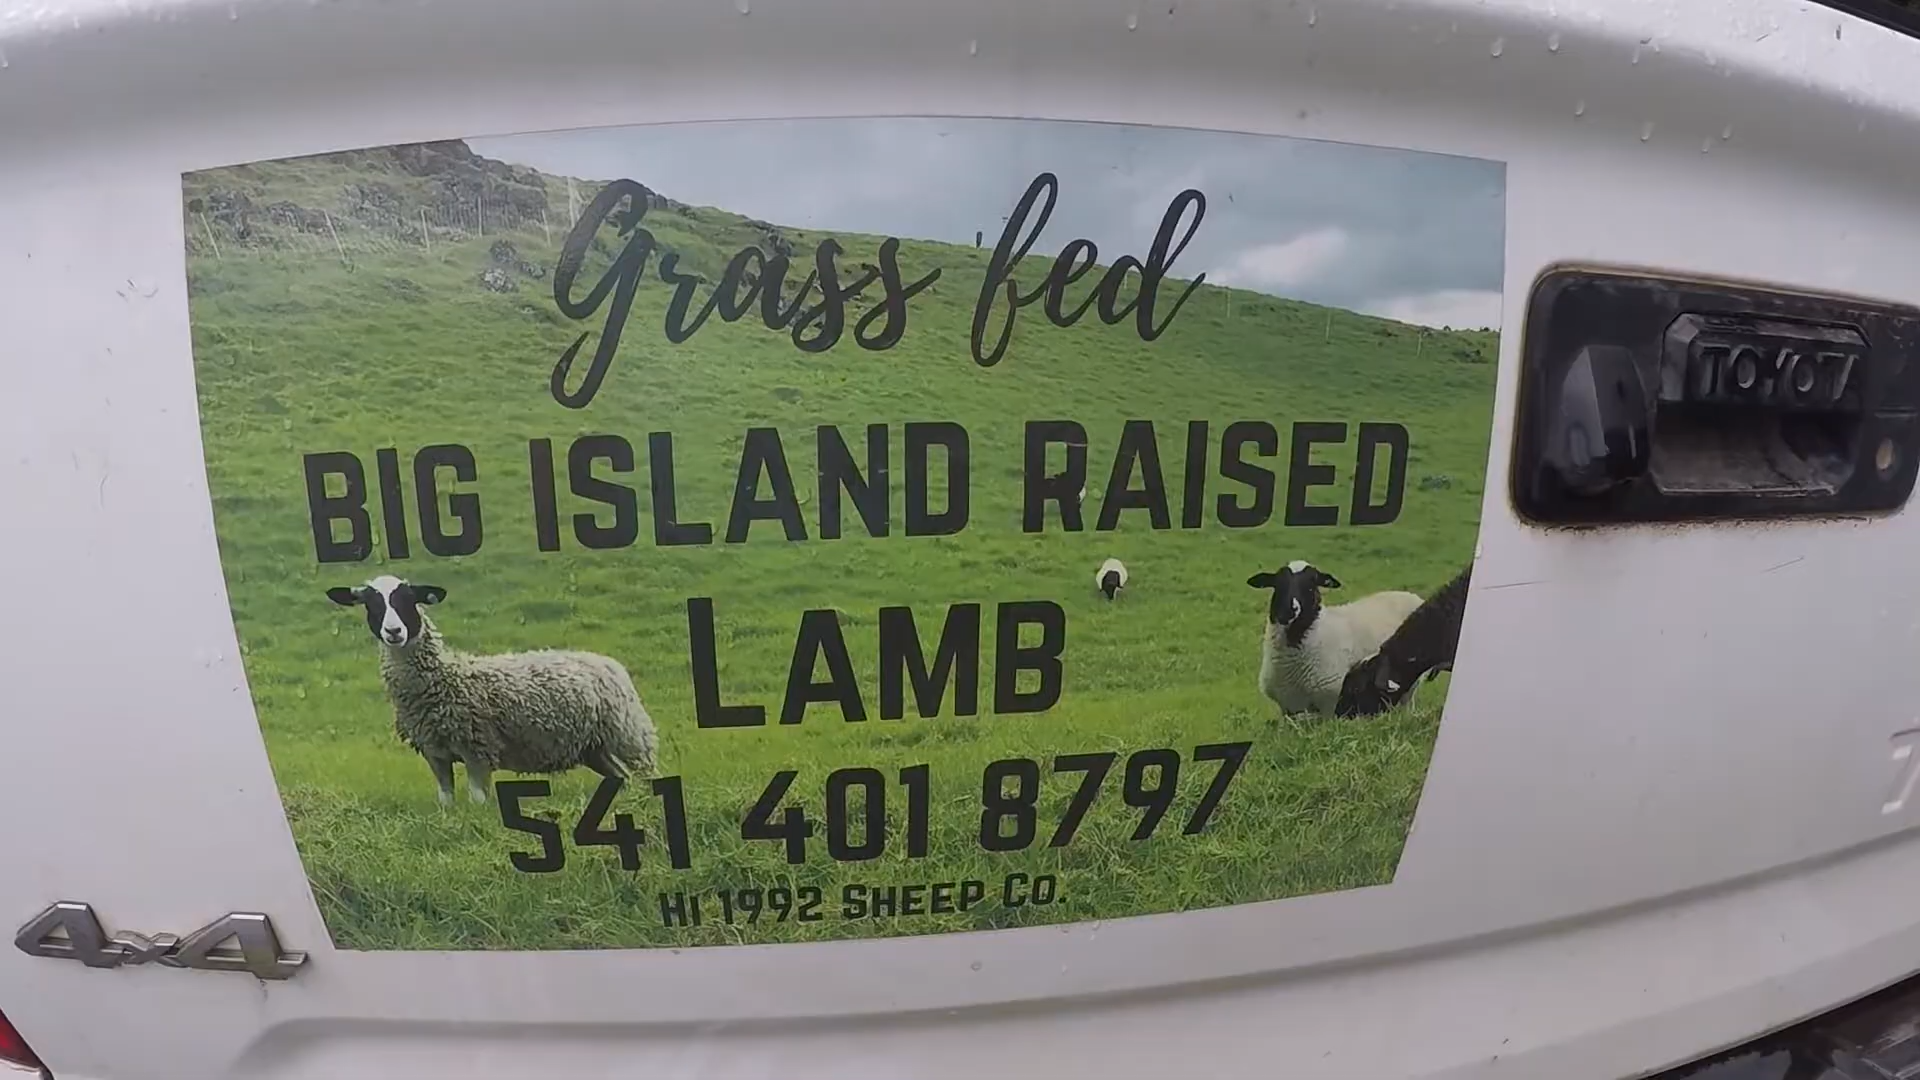 Grass fed
BIG ISLAND RAISED
LAMB
541 401 8797
HI 1992 SHEEP CO.
TOYOTA
4x4